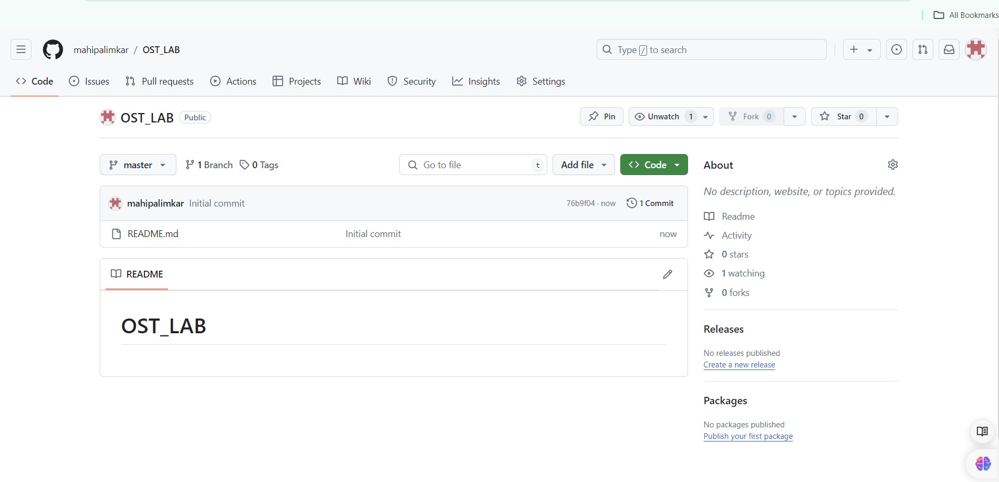 All Bookmarks
mahipalimkar / OST_LAB
Type / to search
Code Issues Pull requests Actions Projects Wiki Security Insights Settings
OST_LAB Public
Pin Unwatch 1 Fork 0 Star 0
master 1 Branch 0 Tags Go to file t Add file Code
mahipalimkar Initial commit 76b9f04 · now 1 Commit
README.md Initial commit now
README
OST_LAB
About
No description, website, or topics provided.
Readme
Activity
0 stars
1 watching
0 forks
Releases
No releases published
Create a new release
Packages
No packages published
Publish your first package